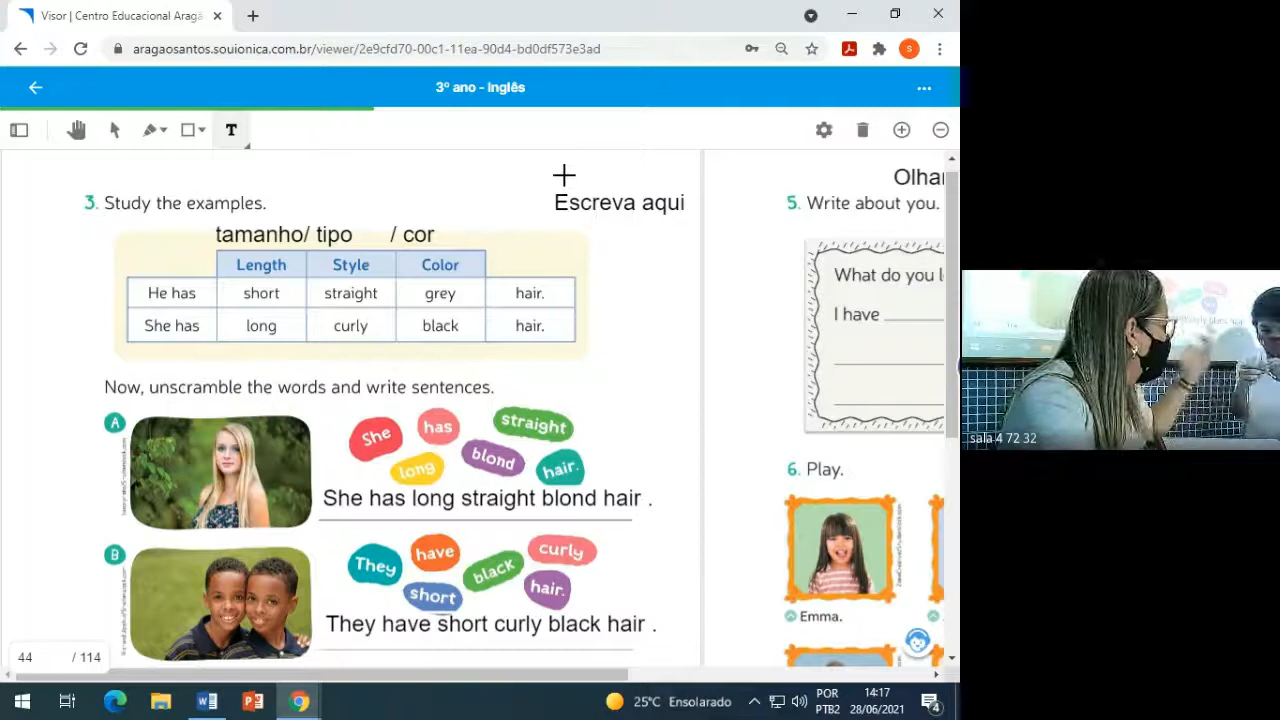 Visor | Centro Educacional Aragã
aragaosantos.souionica.com.br/viewer/2e9cfd70-00c1-11ea-90d4-bd0df573e3ad
S
3º ano - Inglês
T
Olhar
Escreva aqui
3. Study the examples.
tamanho/ tipo / cor
Length Style Color
He has short straight grey hair.
She has long curly black hair.
Now, unscramble the words and write sentences.
A
She has straight
long blond hair.
She has long straight blond hair .
B
They have black curly
short hair.
They have short curly black hair .
5. Write about you.
What do you l
I have
6. Play.
Emma.
44 / 114
sala 4 72 32
25°C Ensolarado
POR
PTB2
14:17
28/06/2021
4